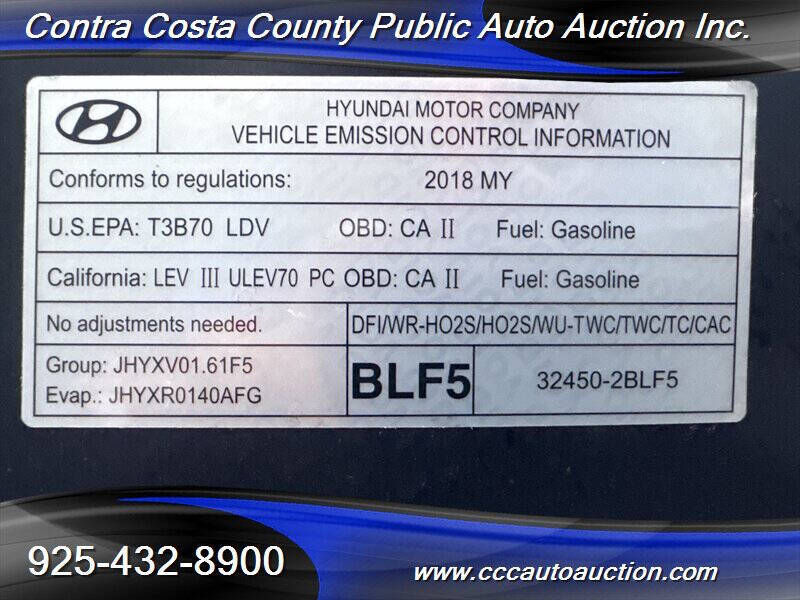 Contra Costa County Public Auto Auction Inc.
HYUNDAI MOTOR COMPANY
VEHICLE EMISSION CONTROL INFORMATION
Conforms to regulations: 2018 MY
U.S.EPA: T3B70 LDV OBD: CA II Fuel: Gasoline
California: LEV III ULEV70 PC OBD: CA II Fuel: Gasoline
No adjustments needed. DFI/WR-HO2S/HO2S/WU-TWC/TWC/TC/CAC
Group: JHYXV01.61F5
Evap.: JHYXR0140AFG
BLF5
32450-2BLF5
925-432-8900
www.cccautoauction.com